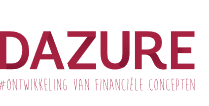 DAZURE
#ONTWIKKELING VAN FINANCIËLE CONCEPTEN